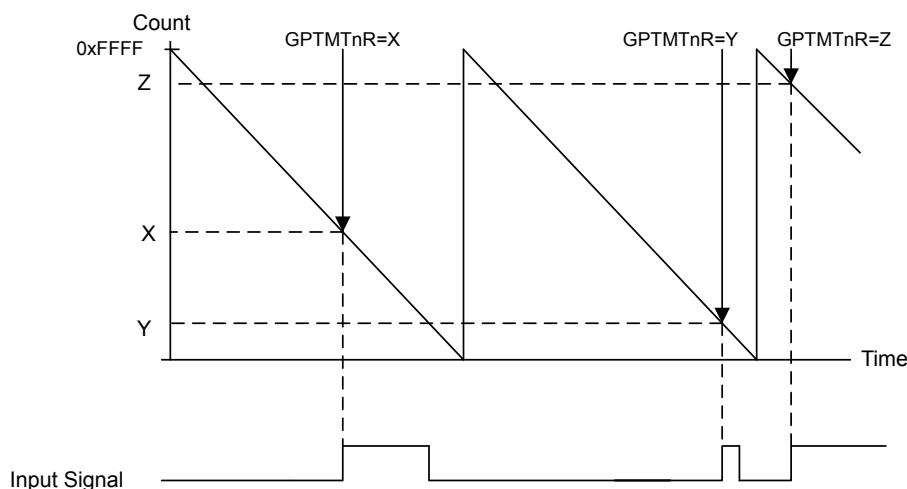 Count
0xFFFF
GPTMTnR=X
GPTMTnR=Y
GPTMTnR=Z
Z
X
Y
Time
Input Signal